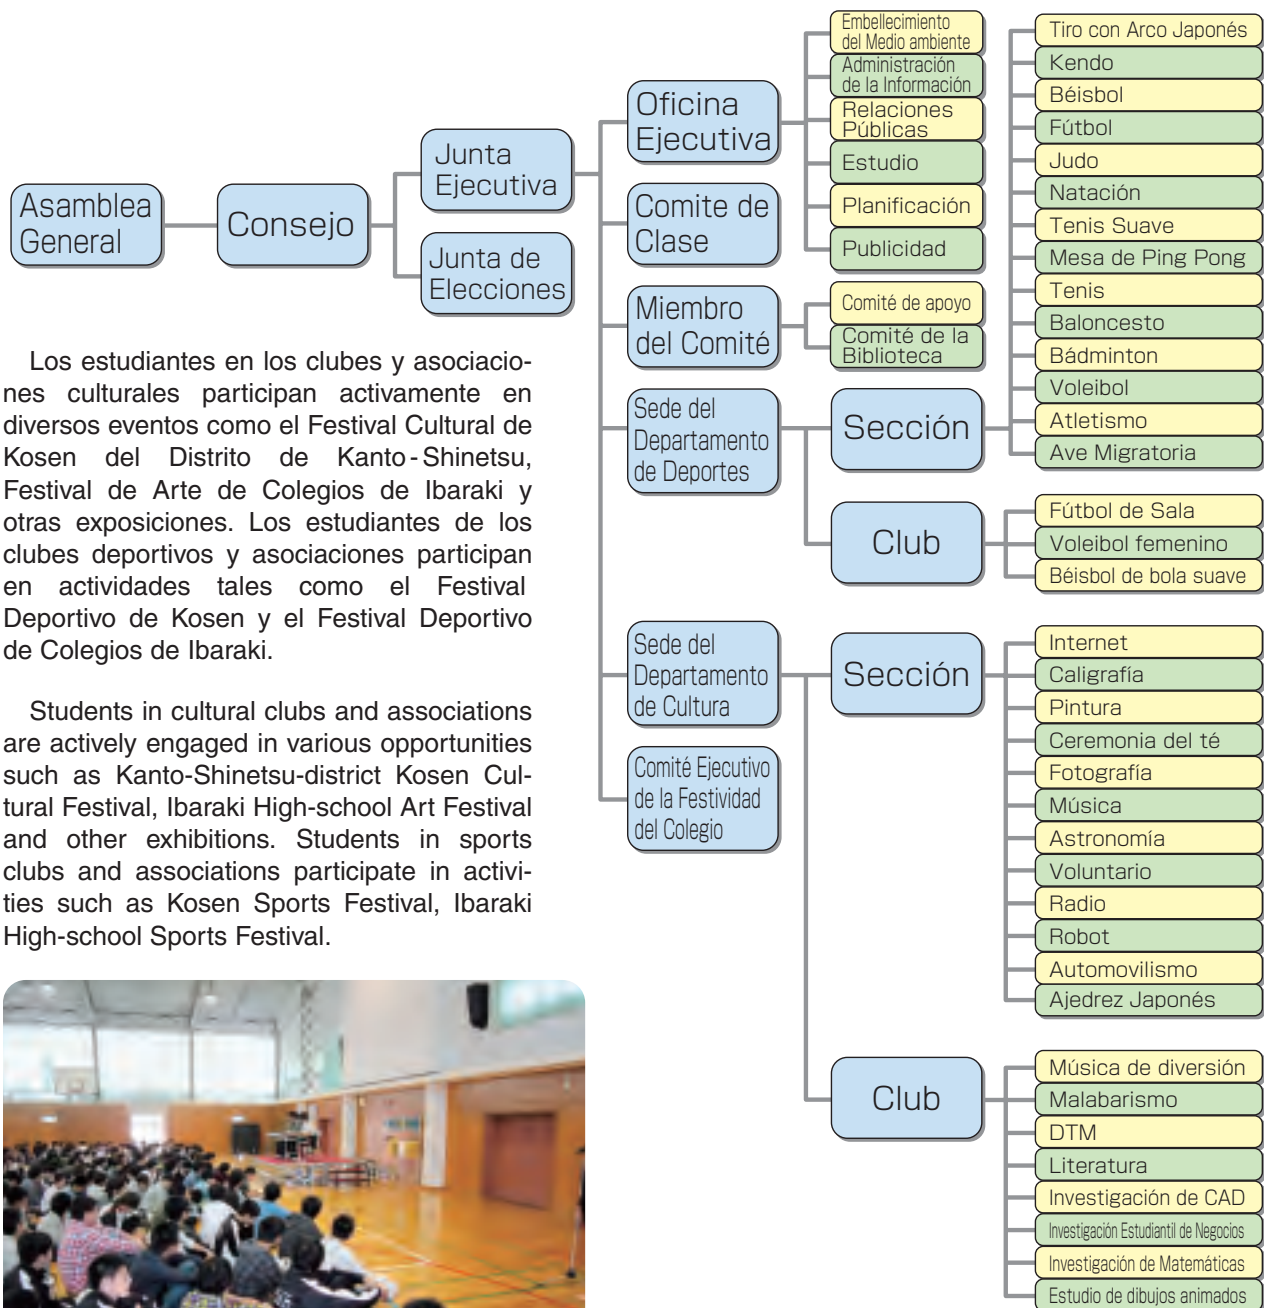 Asamblea
General
Consejo
Junta
Ejecutiva
Junta de
Elecciones
Oficina
Ejecutiva
Comite de
Clase
Miembro
del Comité
Sede del
Departamento
de Deportes
Sede del
Departamento
de Cultura
Comité Ejecutivo
de la Festividad
del Colegio
Embellecimiento
del Medio ambiente
Administración
de la Información
Relaciones
Públicas
Estudio
Planificación
Publicidad
Comité de apoyo
Comité de la
Biblioteca
Sección
Club
Tiro con Arco Japonés
Kendo
Béisbol
Fútbol
Judo
Natación
Tenis Suave
Mesa de Ping Pong
Tenis
Baloncesto
Bádminton
Voleibol
Atletismo
Ave Migratoria
Fútbol de Sala
Voleibol femenino
Béisbol de bola suave
Sección
Club
Internet
Caligrafía
Pintura
Ceremonia del té
Fotografía
Música
Astronomía
Voluntario
Radio
Robot
Automovilismo
Ajedrez Japonés
Música de diversión
Malabarismo
DTM
Literatura
Investigación de CAD
Investigación Estudiantil de Negocios
Investigación de Matemáticas
Estudio de dibujos animados
Los estudiantes en los clubes y asociacio-
nes culturales participan activamente en
diversos eventos como el Festival Cultural de
Kosen del Distrito de Kanto-Shinetsu,
Festival de Arte de Colegios de Ibaraki y
otras exposiciones. Los estudiantes de los
clubes deportivos y asociaciones participan
en actividades tales como el Festival
Deportivo de Kosen y el Festival Deportivo
de Colegios de Ibaraki.
Students in cultural clubs and associations
are actively engaged in various opportunities
such as Kanto-Shinetsu-district Kosen Cul-
tural Festival, Ibaraki High-school Art Festival
and other exhibitions. Students in sports
clubs and associations participate in activi-
ties such as Kosen Sports Festival, Ibaraki
High-school Sports Festival.